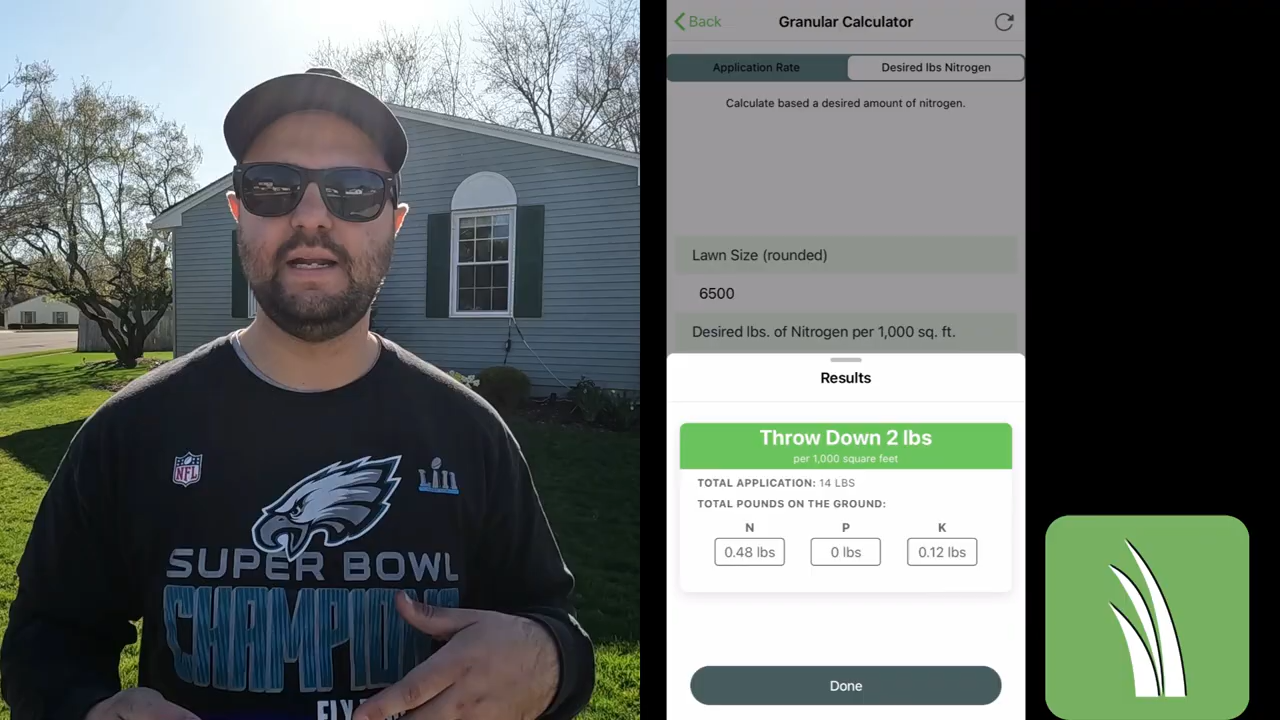 NFL
LII
SUPER BOWL
CHAMPIONS
Back
Granular Calculator
Application Rate
Desired lbs Nitrogen
Calculate based a desired amount of nitrogen.
Lawn Size (rounded)
6500
Desired lbs. of Nitrogen per 1,000 sq. ft.
Results
Throw Down 2 lbs
per 1,000 square feet
TOTAL APPLICATION: 14 LBS
TOTAL POUNDS ON THE GROUND:
N P K
0.48 lbs 0 lbs 0.12 lbs
Done